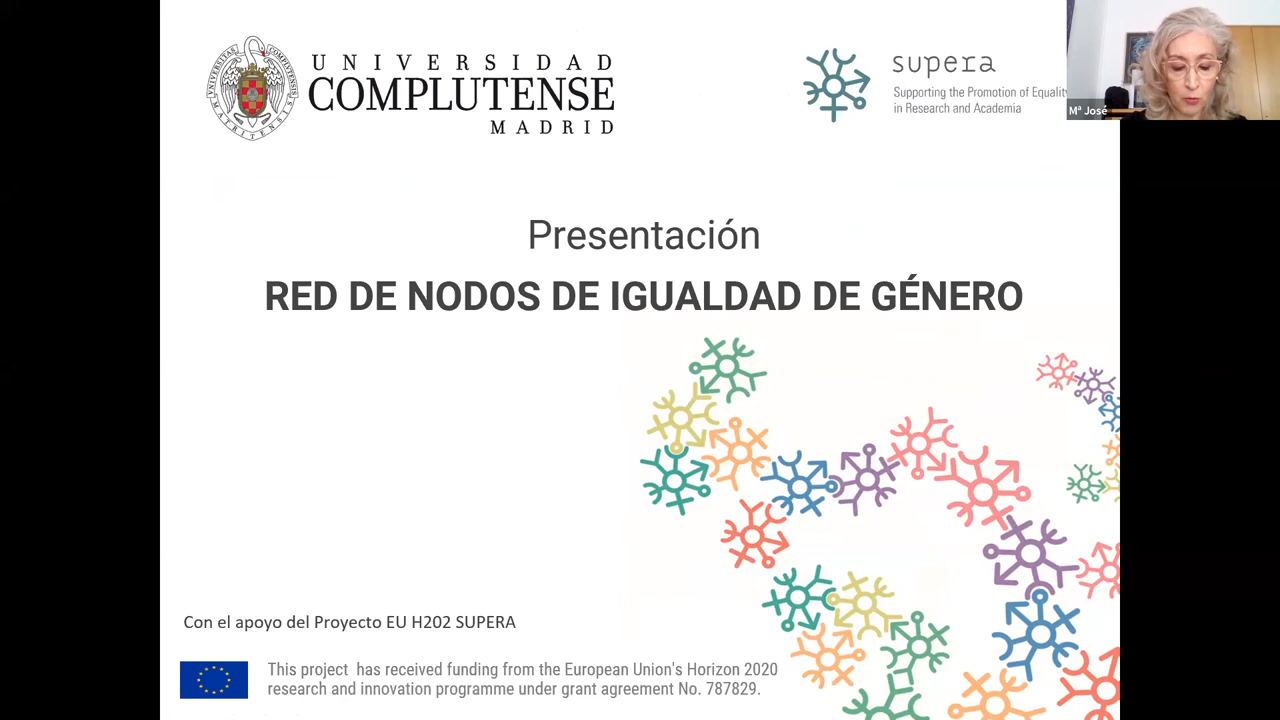 UNIVERSIDAD
COMPLUTENSE
MADRID
supera
Supporting the Promotion of Equality
in Research and Academia
Mª José
Presentación
RED DE NODOS DE IGUALDAD DE GÉNERO
Con el apoyo del Proyecto EU H202 SUPERA
This project has received funding from the European Union's Horizon 2020
research and innovation programme under grant agreement No. 787829.